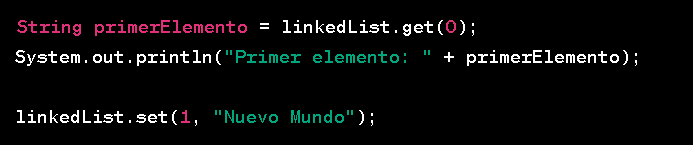 String primerElemento = linkedList.get(0);
System.out.println("Primer elemento: " + primerElemento);
linkedList.set(1, "Nuevo Mundo");